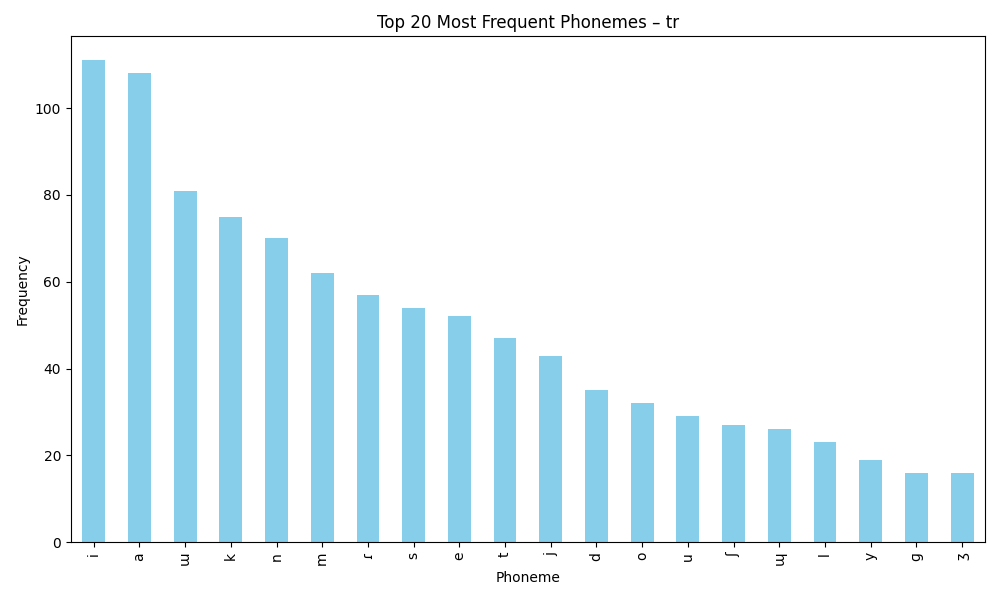 Top 20 Most Frequent Phonemes – tr
Frequency
100
80
60
40
20
0
i a ɯ k n m ɾ s e t j d o u ʃ ɰ l y ɡ ʒ
Phoneme